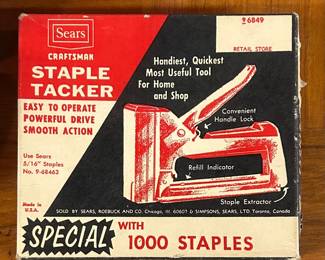 Sears
CRAFTSMAN
STAPLE
TACKER
EASY TO OPERATE
POWERFUL DRIVE
SMOOTH ACTION
Use Sears
5/16" Staples
No. 9-68463
9 6849
RETAIL STORE
Handiest, Quickest
Most Useful Tool
For Home
and Shop
Convenient
Handle Lock
Refill Indicator
Staple Extractor
Made in
U.S.A.
SOLD BY SEARS, ROEBUCK AND CO. Chicago, Ill. 60607 & SIMPSONS, SEARS, LTD. Toronto, Canada
SPECIAL WITH
1000 STAPLES